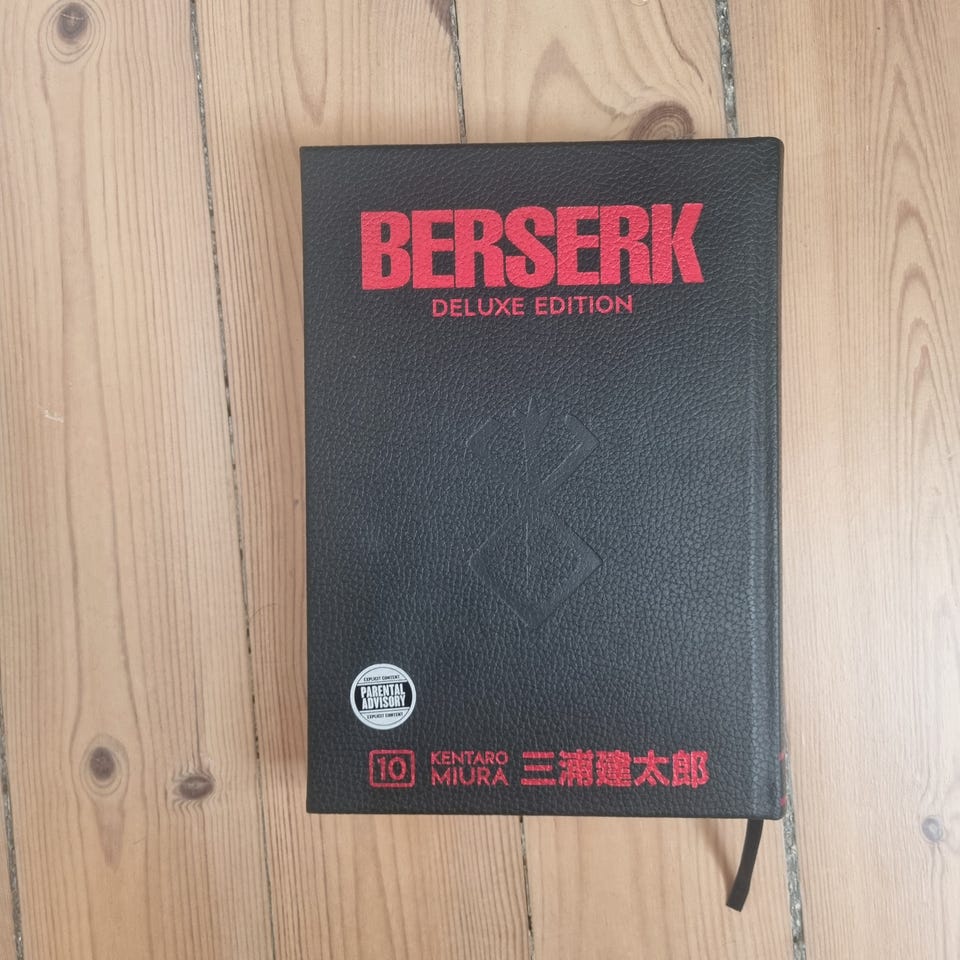 BERSERK
DELUXE EDITION
EXPLICIT CONTENT
PARENTAL
ADVISORY
EXPLICIT CONTENT
10
KENTARO
MIURA
三浦建太郎